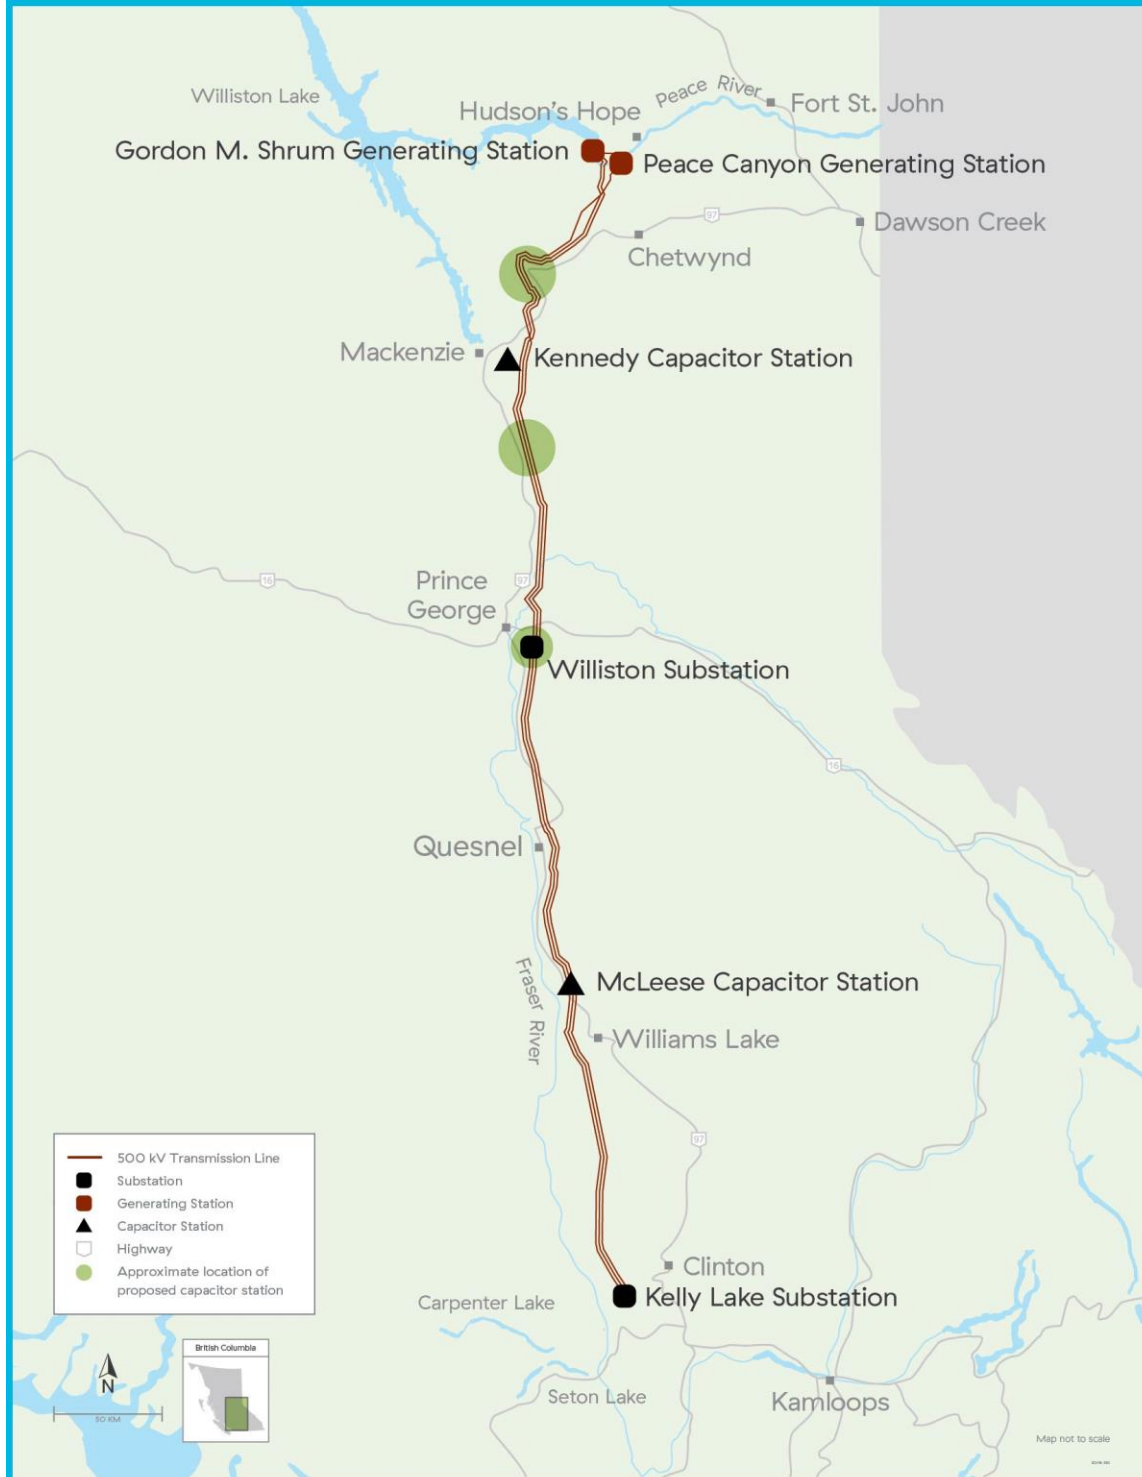 Williston Lake
Hudson's Hope
Peace River
Fort St. John
Gordon M. Shrum Generating Station
Peace Canyon Generating Station
97
Dawson Creek
Chetwynd
Mackenzie
Kennedy Capacitor Station
16
Prince
George
97
Williston Substation
16
Quesnel
Fraser River
McLeese Capacitor Station
Williams Lake
97
500 kV Transmission Line
Substation
Generating Station
Capacitor Station
Highway
Approximate location of
proposed capacitor station
Clinton
Kelly Lake Substation
Carpenter Lake
British Columbia
N
50 KM
Seton Lake
Kamloops
Map not to scale